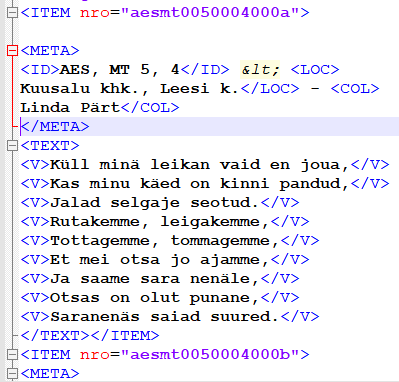 <ITEM nro="aesmt0050004000a">
<META>
<ID>AES, MT 5, 4</ID> &lt; <LOC>
Kuusalu khk., Leesi k.</LOC> - <COL>
Linda Pärt</COL>
</META>
<TEXT>
<V>Küll minä leikan vaid en joua,</V>
<V>Kas minu käed on kinni pandud,</V>
<V>Jalad selgaje seotud.</V>
<V>Rutakemme, leigakemme,</V>
<V>Tottagemme, tommagemme,</V>
<V>Et mei otsa jo ajamme,</V>
<V>Ja saame sara nenäle,</V>
<V>Otsas on olut punane,</V>
<V>Saranenäs saiad suured.</V>
</TEXT></ITEM>
<ITEM nro="aesmt0050004000b">
<META>